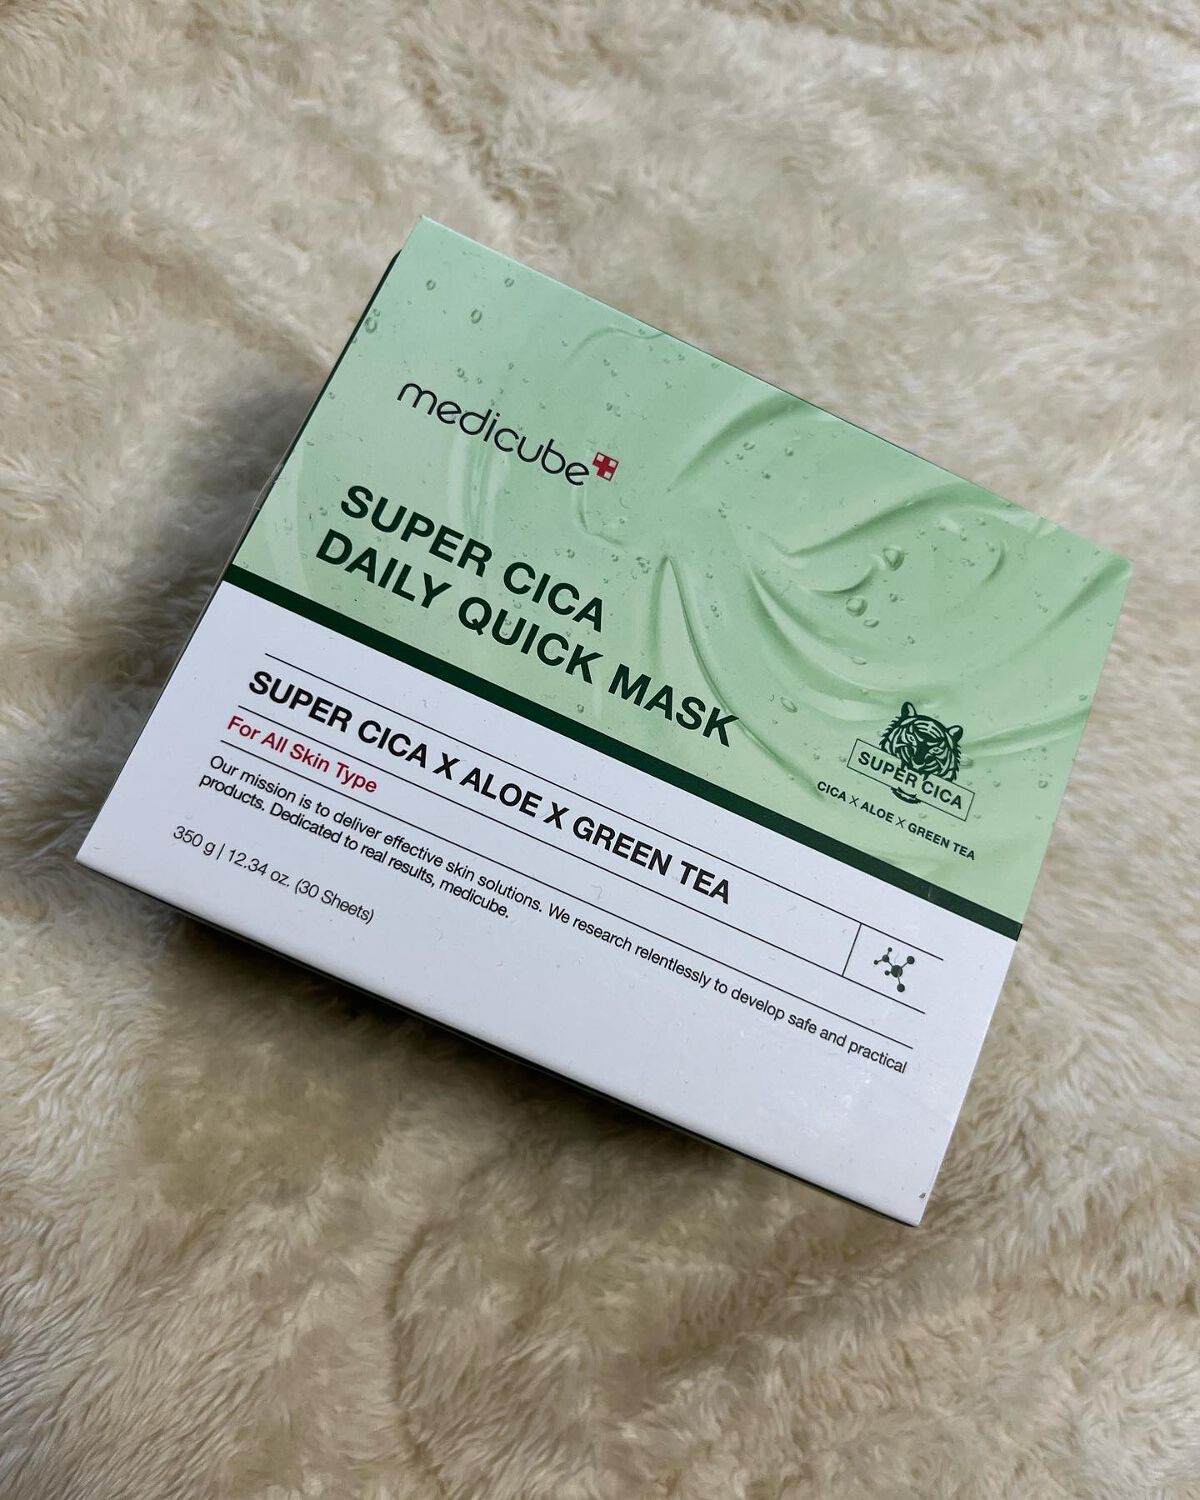 medicube
SUPER CICA
DAILY QUICK MASK
SUPER CICA
CICA X ALOE X GREEN TEA
SUPER CICA X ALOE X GREEN TEA
For All Skin Type
Our mission is to deliver effective skin solutions. We research relentlessly to develop safe and practical
products. Dedicated to real results, medicube.
350 g | 12.34 oz. (30 Sheets)